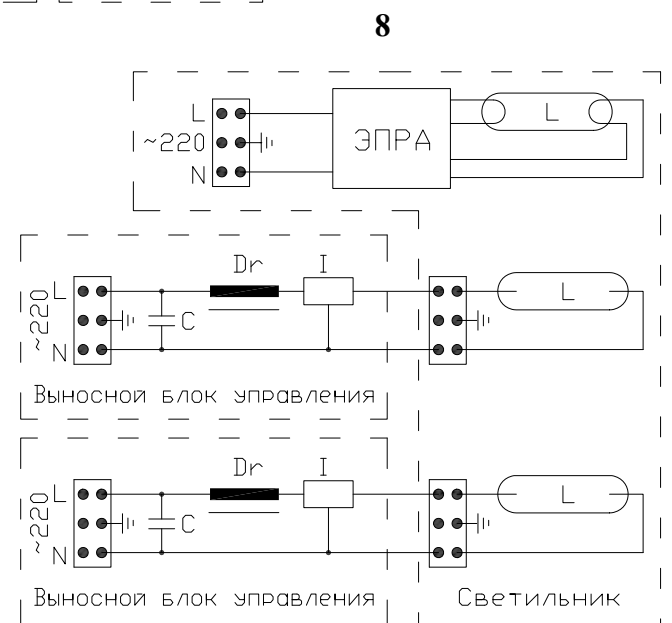 8
L
~220
N
ЭПРА
L
~220
L
N
C
Dr
I
L
Выносной блок управления
~220
L
N
C
Dr
I
L
Выносной блок управления
Светильник